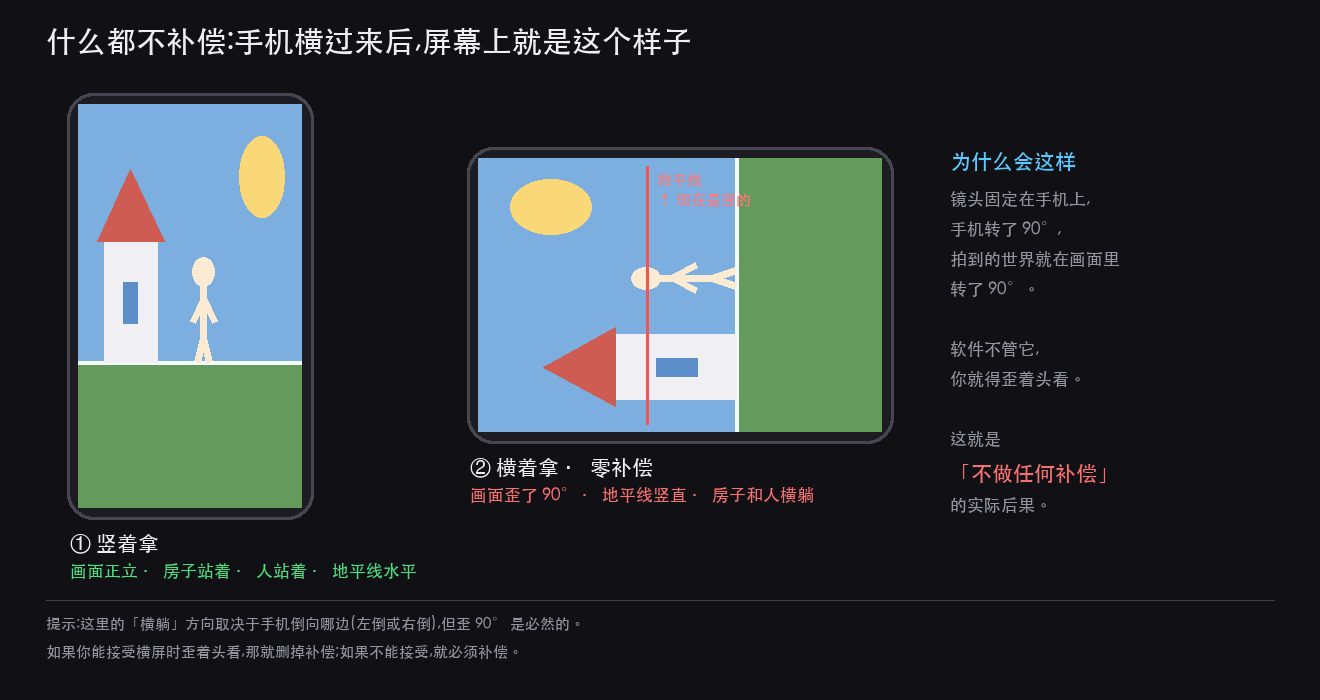 什么都不补偿:手机横过来后,屏幕上就是这个样子
地平线
↑ 现在是竖的
为什么会这样
镜头固定在手机上,
手机转了 90°,
拍到的世界就在画面里
转了 90° 。
软件不管它,
你就得歪着头看。
这就是
「不做任何补偿」
的实际后果。
② 横着拿 · 零补偿
画面歪了 90° · 地平线竖直 · 房子和人横躺
① 竖着拿
画面正立 · 房子站着 · 人站着 · 地平线水平
提示:这里的「横躺」方向取决于手机倒向哪边(左倒或右倒),但歪 90° 是必然的。
如果你能接受横屏时歪着头看,那就删掉补偿;如果不能接受,就必须补偿。